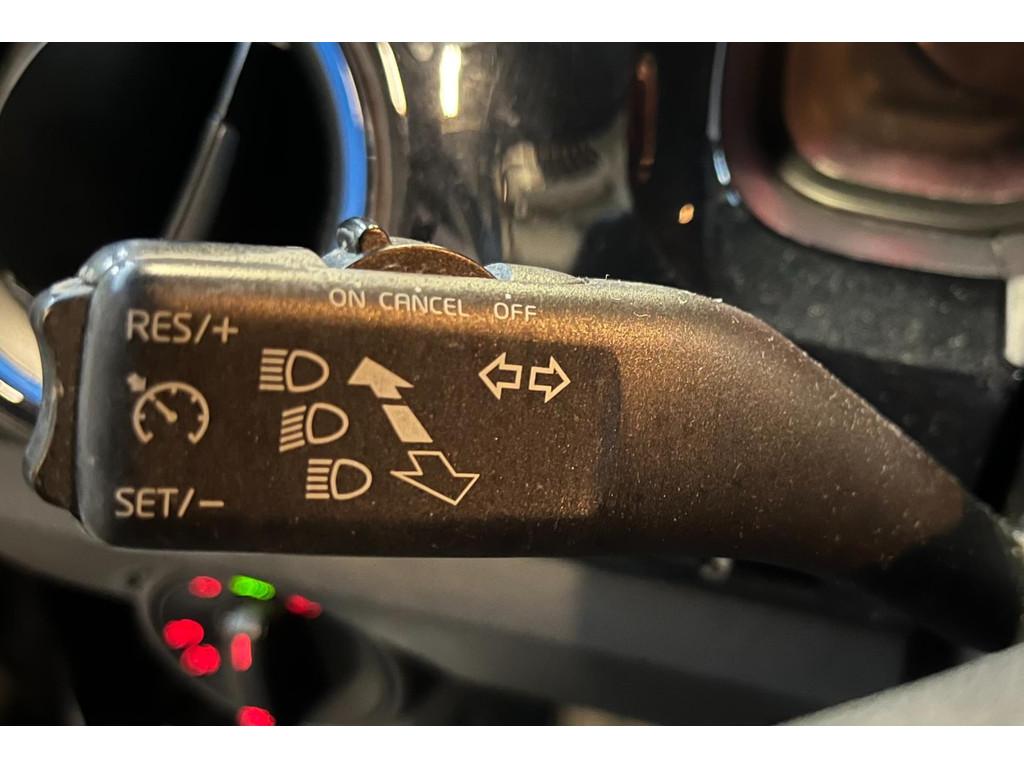 ON CANCEL OFF
RES/+
SET/-